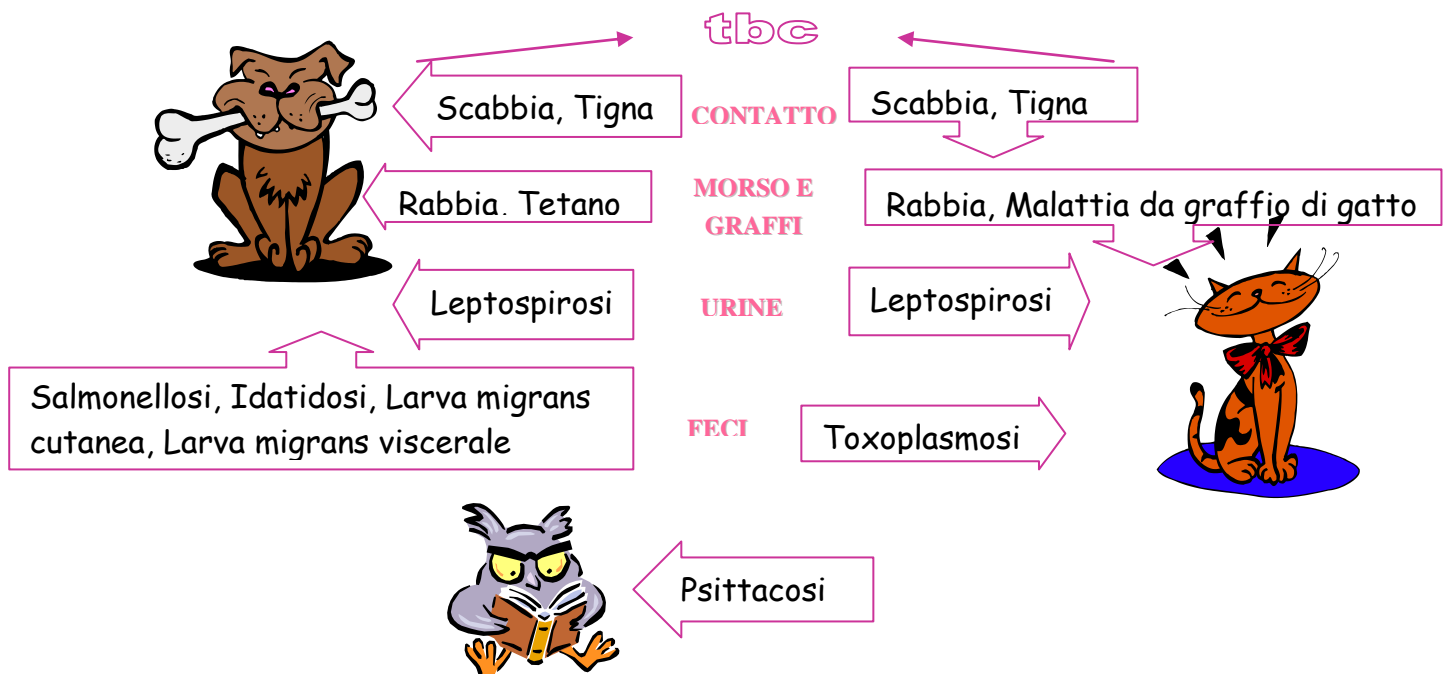 tbc
Scabbia, Tigna
CONTATTO
Scabbia, Tigna
Rabbia, Tetano
MORSO E
GRAFFI
Rabbia, Malattia da graffio di gatto
Leptospirosi
URINE
Leptospirosi
Salmonellosi, Idatidosi, Larva migrans
cutanea, Larva migrans viscerale
FECI
Toxoplasmosi
Psittacosi